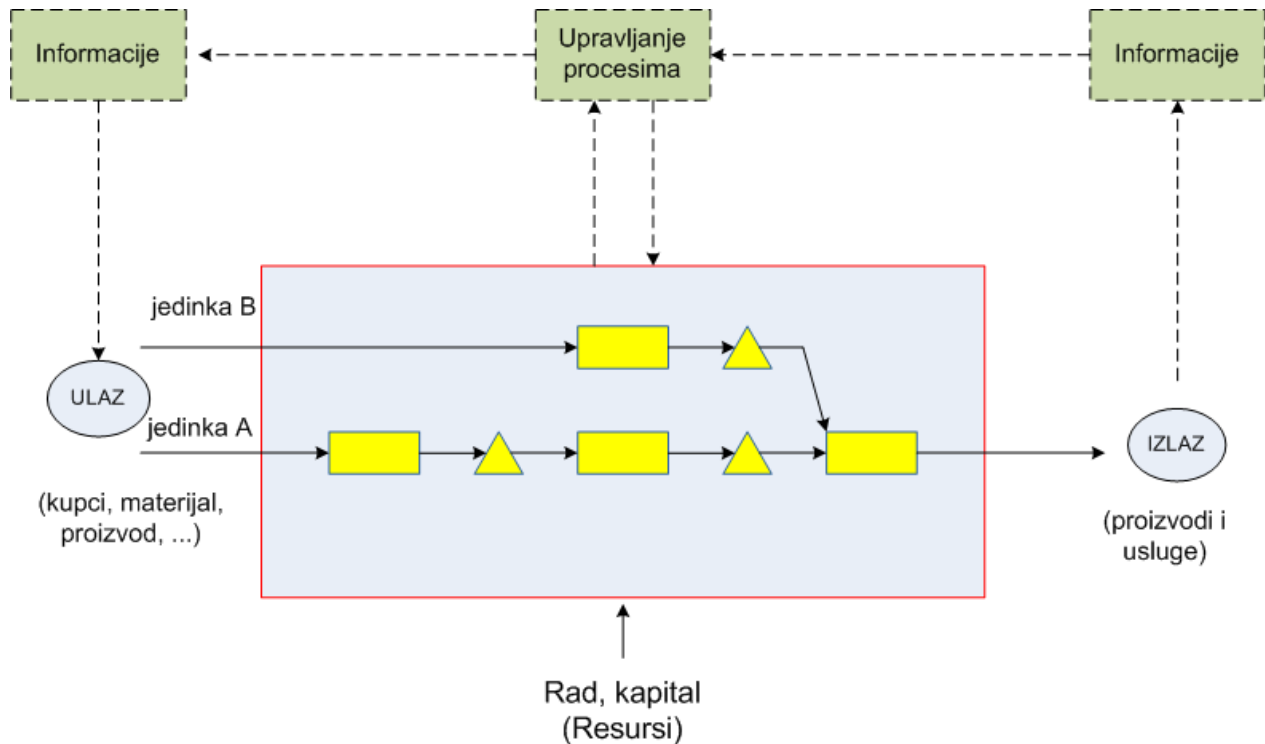 Informacije
Upravljanje
procesima
Informacije
jedinka B
ULAZ
jedinka A
IZLAZ
(kupci, materijal,
proizvod, ...)
(proizvodi i
usluge)
Rad, kapital
(Resursi)